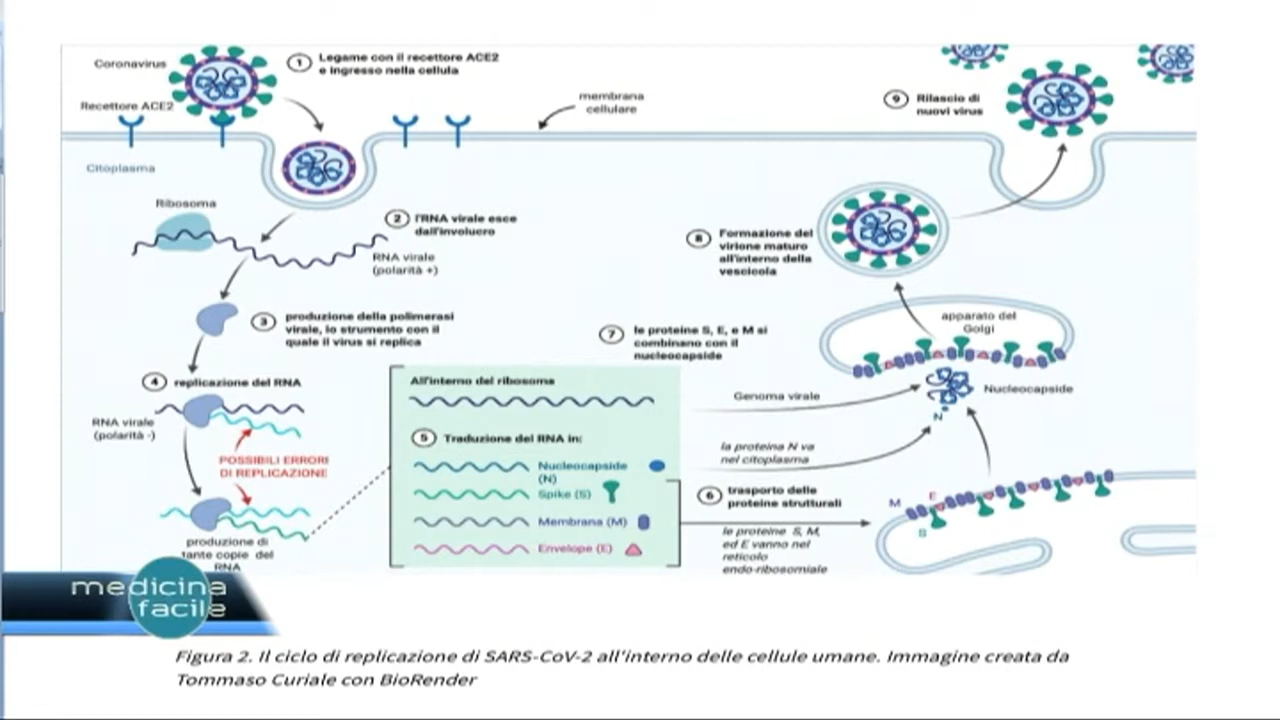 Coronavirus
1 Legame con il recettore ACE2
e ingresso nella cellula
Recettore ACE2
membrana
cellulare
Citoplasma
Ribosoma
2 l'RNA virale esce
dall'involucro
RNA virale
(polarità +)
3 produzione della polimerasi
virale, lo strumento con il
quale il virus si replica
4 replicazione del RNA
RNA virale
(polarità -)
POSSIBILI ERRORI
DI REPLICAZIONE
produzione di
tante copie del
RNA
All'interno del ribosoma
5 Traduzione del RNA in:
Nucleocapside
(N)
Spike (S)
Membrana (M)
Envelope (E)
6 trasporto delle
proteine strutturali
le proteine S, M,
ed E vanno nel
reticolo
endo-ribosomiale
M
E
S
la proteina N va
nel citoplasma
Genoma virale
7 le proteine S, E, e M si
combinano con il
nucleocapside
N
Nucleocapside
apparato del
Golgi
8 Formazione del
virione maturo
all'interno della
vescicola
9 Rilascio di
nuovi virus
medicina
facile
Figura 2. Il ciclo di replicazione di SARS-CoV-2 all'interno delle cellule umane. Immagine creata da
Tommaso Curiale con BioRender